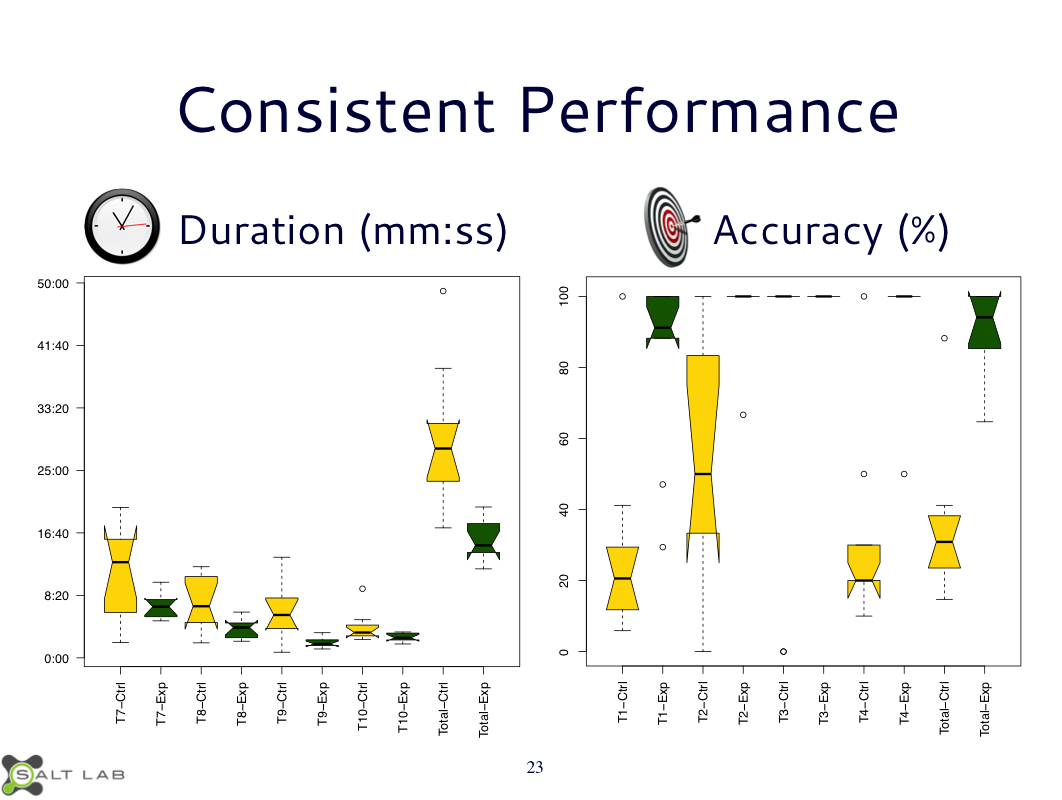 Consistent Performance
Duration (mm:ss)
Accuracy (%)
50:00
41:40
33:20
25:00
16:40
8:20
0:00
T7−Ctrl
T7−Exp
T8−Ctrl
T8−Exp
T9−Ctrl
T9−Exp
T10−Ctrl
T10−Exp
Total−Ctrl
Total−Exp
100
80
60
40
20
0
T1−Ctrl
T1−Exp
T2−Ctrl
T2−Exp
T3−Ctrl
T3−Exp
T4−Ctrl
T4−Exp
Total−Ctrl
Total−Exp
SALT LAB
23